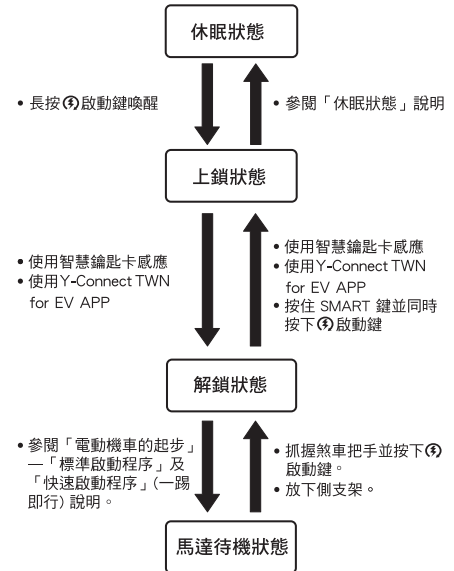 休眠狀態
• 長按啟動鍵喚醒
• 參閱「休眠狀態」說明
上鎖狀態
• 使用智慧鑰匙卡感應
• 使用Y-Connect TWN
for EV APP
• 使用智慧鑰匙卡感應
• 使用Y-Connect TWN
for EV APP
• 按住 SMART 鍵並同時
按下啟動鍵
解鎖狀態
• 參閱「電動機車的起步」
—「標準啟動程序」及
「快速啟動程序」(一踢
即行) 說明。
• 抓握煞車把手並按下
啟動鍵。
• 放下側支架。
馬達待機狀態